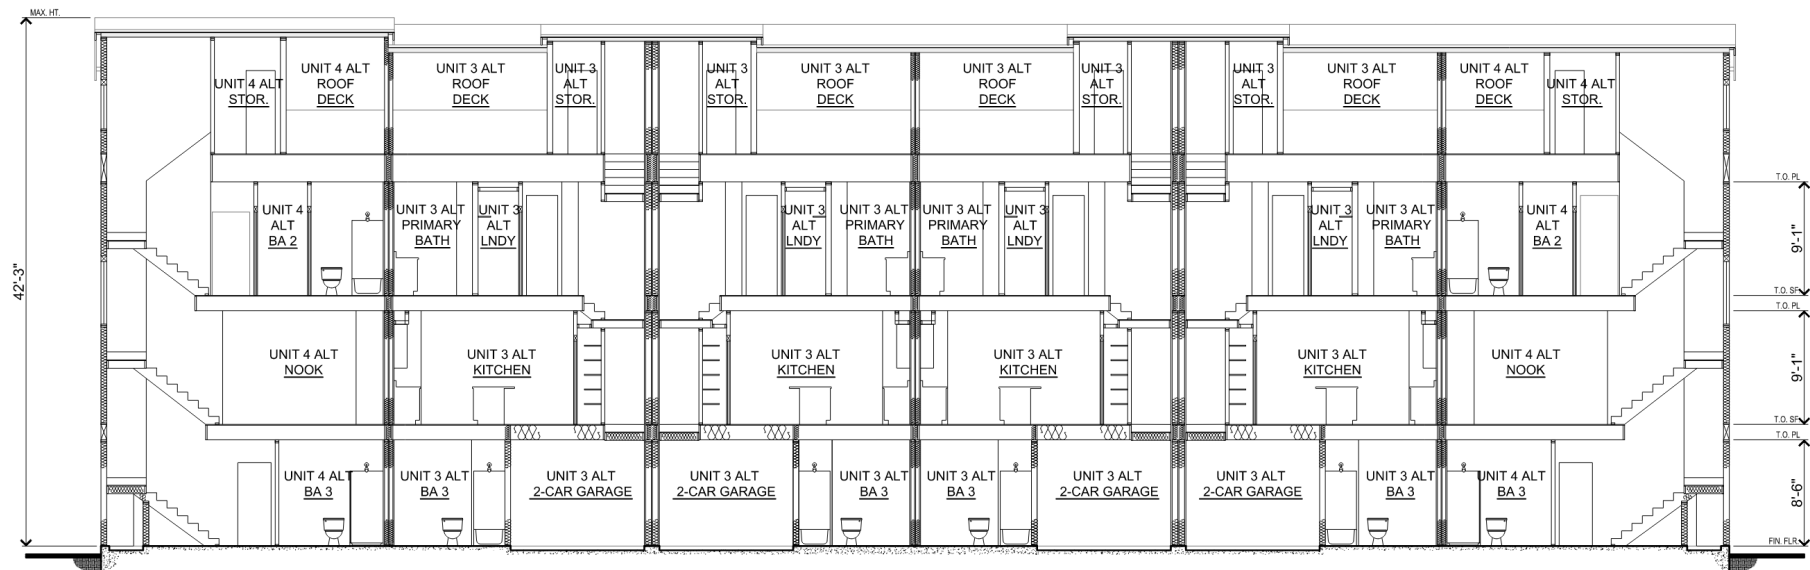 MAX. HT.
UNIT 4 ALT
STOR.
UNIT 4 ALT
ROOF
DECK
UNIT 3 ALT
ROOF
DECK
UNIT 3
ALT
STOR.
UNIT 3
ALT
STOR.
UNIT 3 ALT
ROOF
DECK
UNIT 3 ALT
ROOF
DECK
UNIT 3
ALT
STOR.
UNIT 3
ALT
STOR.
UNIT 3 ALT
ROOF
DECK
UNIT 4 ALT
ROOF
DECK
UNIT 4 ALT
STOR.
T.O. PL
UNIT 4
ALT
BA 2
UNIT 3 ALT
PRIMARY
BATH
UNIT 3
ALT
LNDY
UNIT 3
ALT
LNDY
UNIT 3 ALT
PRIMARY
BATH
UNIT 3 ALT
PRIMARY
BATH
UNIT 3
ALT
LNDY
UNIT 3
ALT
LNDY
UNIT 3 ALT
PRIMARY
BATH
UNIT 4
ALT
BA 2
9'-1"
42'-3"
T.O. SF
T.O. PL
UNIT 4 ALT
NOOK
UNIT 3 ALT
KITCHEN
UNIT 3 ALT
KITCHEN
UNIT 3 ALT
KITCHEN
UNIT 3 ALT
KITCHEN
UNIT 4 ALT
NOOK
9'-1"
T.O. SF
T.O. PL
UNIT 4 ALT
BA 3
UNIT 3 ALT
BA 3
UNIT 3 ALT
2-CAR GARAGE
UNIT 3 ALT
2-CAR GARAGE
UNIT 3 ALT
BA 3
UNIT 3 ALT
BA 3
UNIT 3 ALT
2-CAR GARAGE
UNIT 3 ALT
2-CAR GARAGE
UNIT 3 ALT
BA 3
UNIT 4 ALT
BA 3
8'-6"
FIN. FLR.